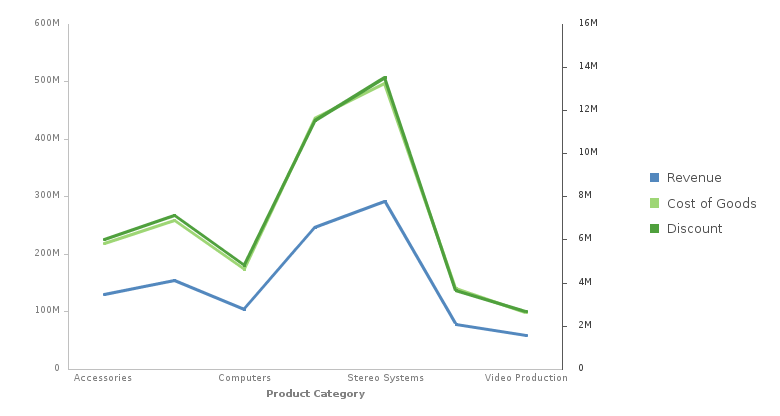 600M
500M
400M
300M
200M
100M
0
16M
14M
12M
10M
8M
6M
4M
2M
0
Accessories Computers Stereo Systems Video Production
Product Category
Revenue
Cost of Goods
Discount